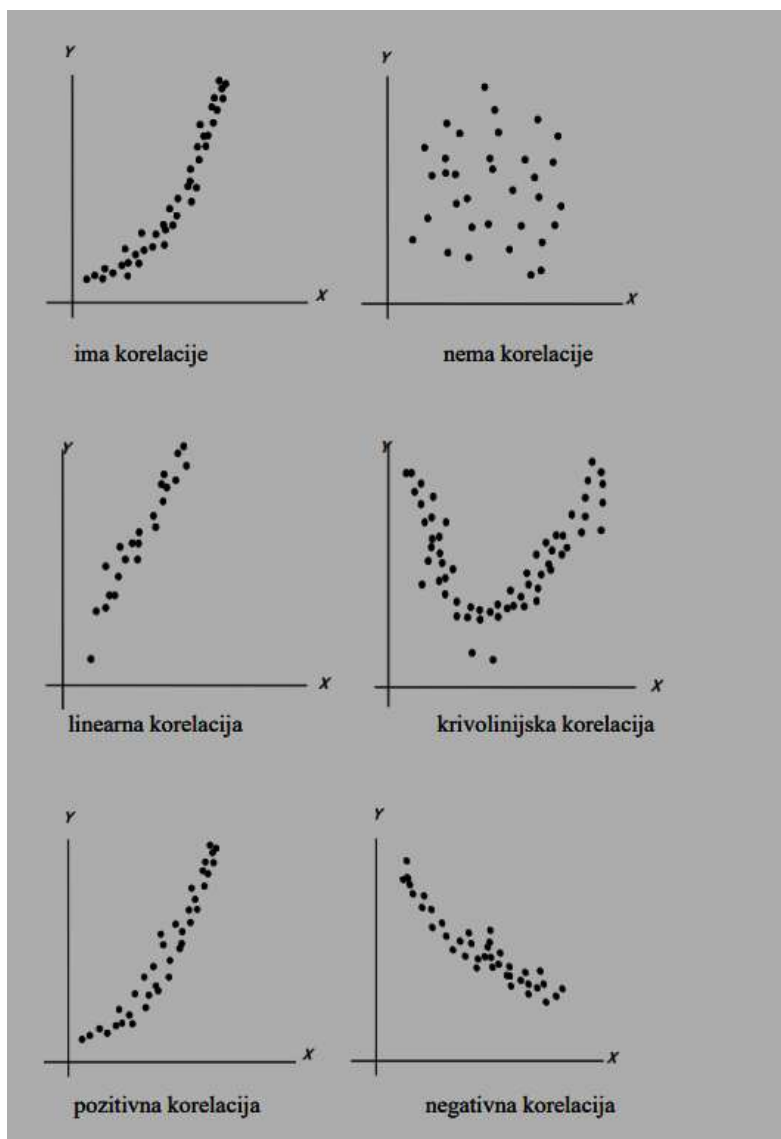 Y
Y
X
X
ima korelacije
nema korelacije
Y
Y
X
X
linearna korelacija
krivolinijska korelacija
Y
Y
X
X
pozitivna korelacija
negativna korelacija